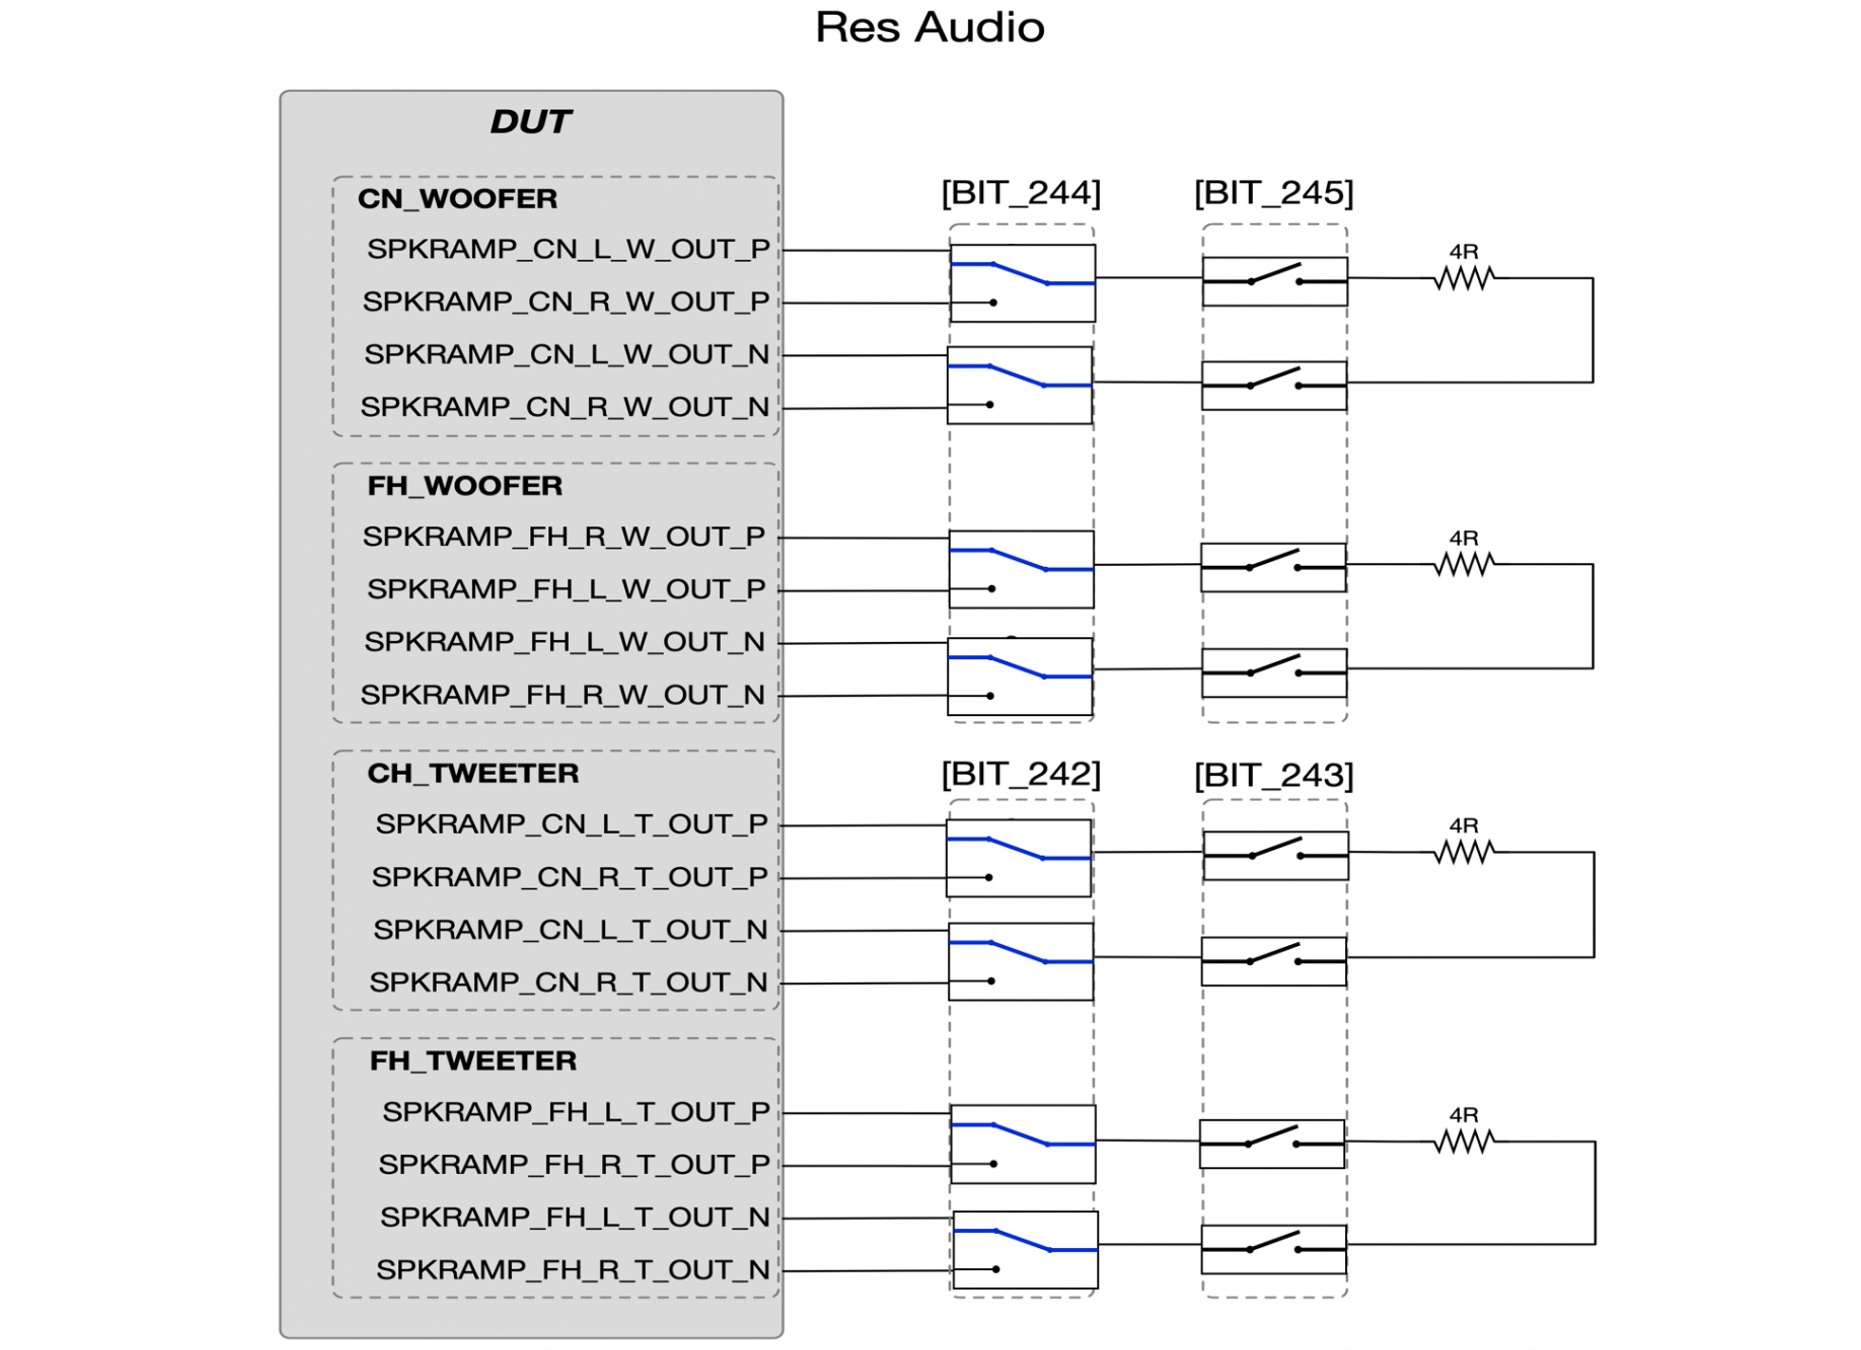 Res Audio
DUT
CN_WOOFER
SPKRAMP_CN_L_W_OUT_P
SPKRAMP_CN_R_W_OUT_P
SPKRAMP_CN_L_W_OUT_N
SPKRAMP_CN_R_W_OUT_N
[BIT_244]
[BIT_245]
4R
FH_WOOFER
SPKRAMP_FH_R_W_OUT_P
SPKRAMP_FH_L_W_OUT_P
SPKRAMP_FH_L_W_OUT_N
SPKRAMP_FH_R_W_OUT_N
4R
CH_TWEETER
SPKRAMP_CN_L_T_OUT_P
SPKRAMP_CN_R_T_OUT_P
SPKRAMP_CN_L_T_OUT_N
SPKRAMP_CN_R_T_OUT_N
[BIT_242]
[BIT_243]
4R
FH_TWEETER
SPKRAMP_FH_L_T_OUT_P
SPKRAMP_FH_R_T_OUT_P
SPKRAMP_FH_L_T_OUT_N
SPKRAMP_FH_R_T_OUT_N
4R